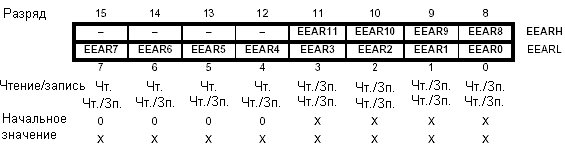 Разряд 15 14 13 12 11 10 9 8
– – – – EEAR11 EEAR10 EEAR9 EEAR8 EEARH
EEAR7 EEAR6 EEAR5 EEAR4 EEAR3 EEAR2 EEAR1 EEAR0 EEARL
7 6 5 4 3 2 1 0
Чтение/запись Чт. Чт. Чт. Чт. Чт./Зп. Чт./Зп. Чт./Зп. Чт./Зп.
Чт./Зп. Чт./Зп. Чт./Зп. Чт./Зп. Чт./Зп. Чт./Зп. Чт./Зп. Чт./Зп.
Начальное 0 0 0 0 X X X X
значение X X X X X X X X